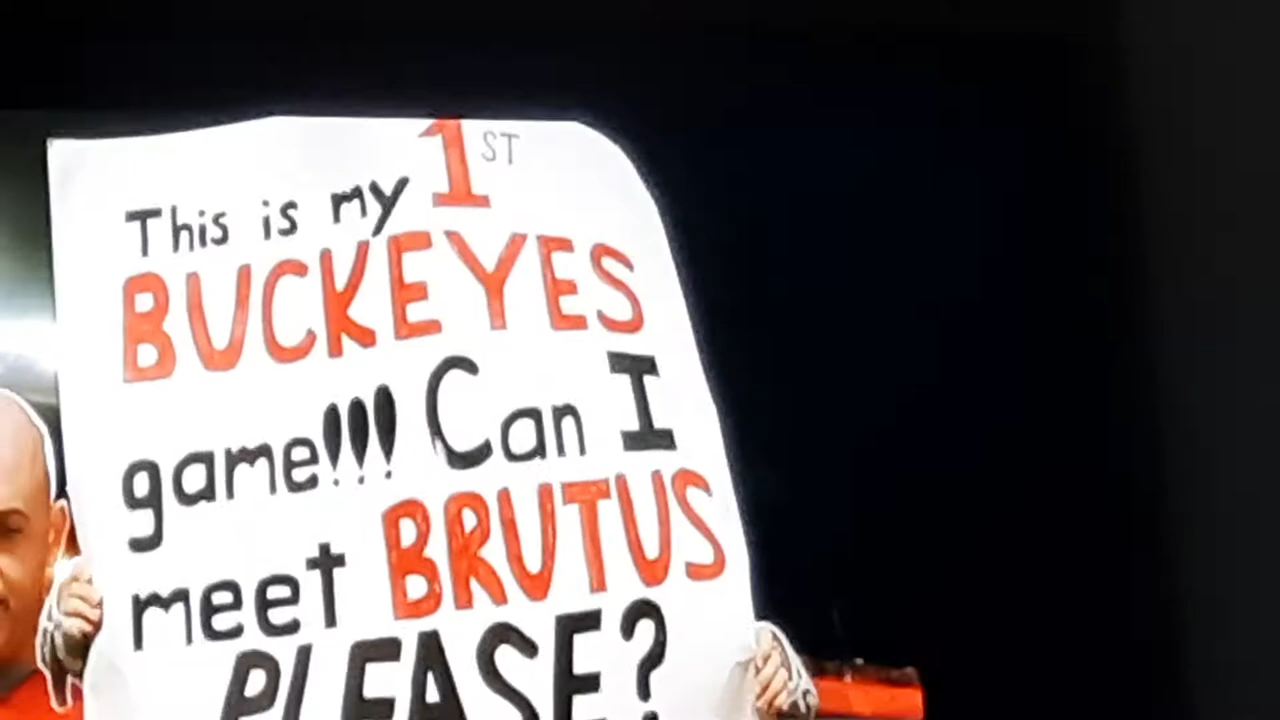 This is my 1ST
BUCKEYES
game!!! Can I
meet BRUTUS
PLEASE?